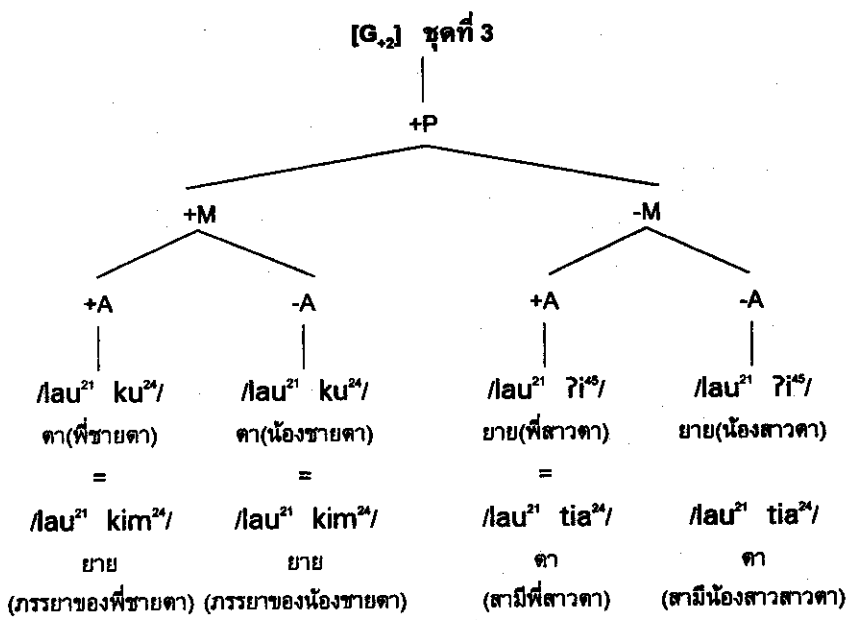 [G₊₂] ชุดที่ 3
+P
+M -M
+A -A +A -A
/lau²¹ ku²⁴/ /lau²¹ ku²⁴/ /lau²¹ ʔi⁴⁵/ /lau²¹ ʔi⁴⁵/
ตา(พี่ชายตา) ตา(น้องชายตา) ยาย(พี่สาวตา) ยาย(น้องสาวตา)
= = =
/lau²¹ kim²⁴/ /lau²¹ kim²⁴/ /lau²¹ tia²⁴/ /lau²¹ tia²⁴/
ยาย ยาย ตา ตา
(ภรรยาของพี่ชายตา) (ภรรยาของน้องชายตา) (สามีพี่สาวตา) (สามีน้องสาวสาวตา)